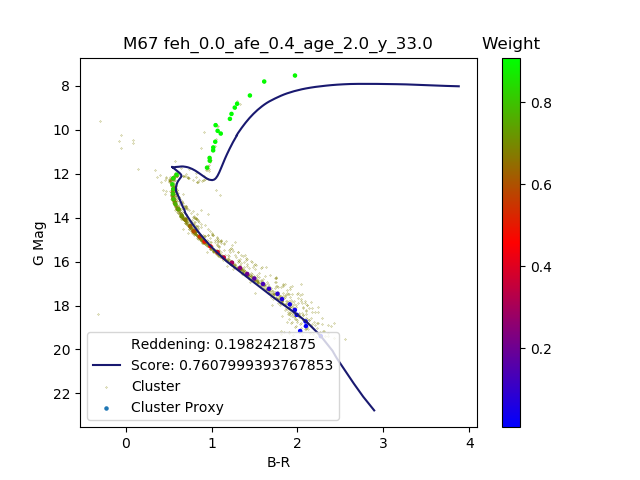 M67 feh_0.0_afe_0.4_age_2.0_y_33.0
Weight
8
10
12
14
16
18
20
22
G Mag
0
1
2
3
4
B-R
Reddening: 0.1982421875
Score: 0.7607999393767853
Cluster
Cluster Proxy
0.8
0.6
0.4
0.2